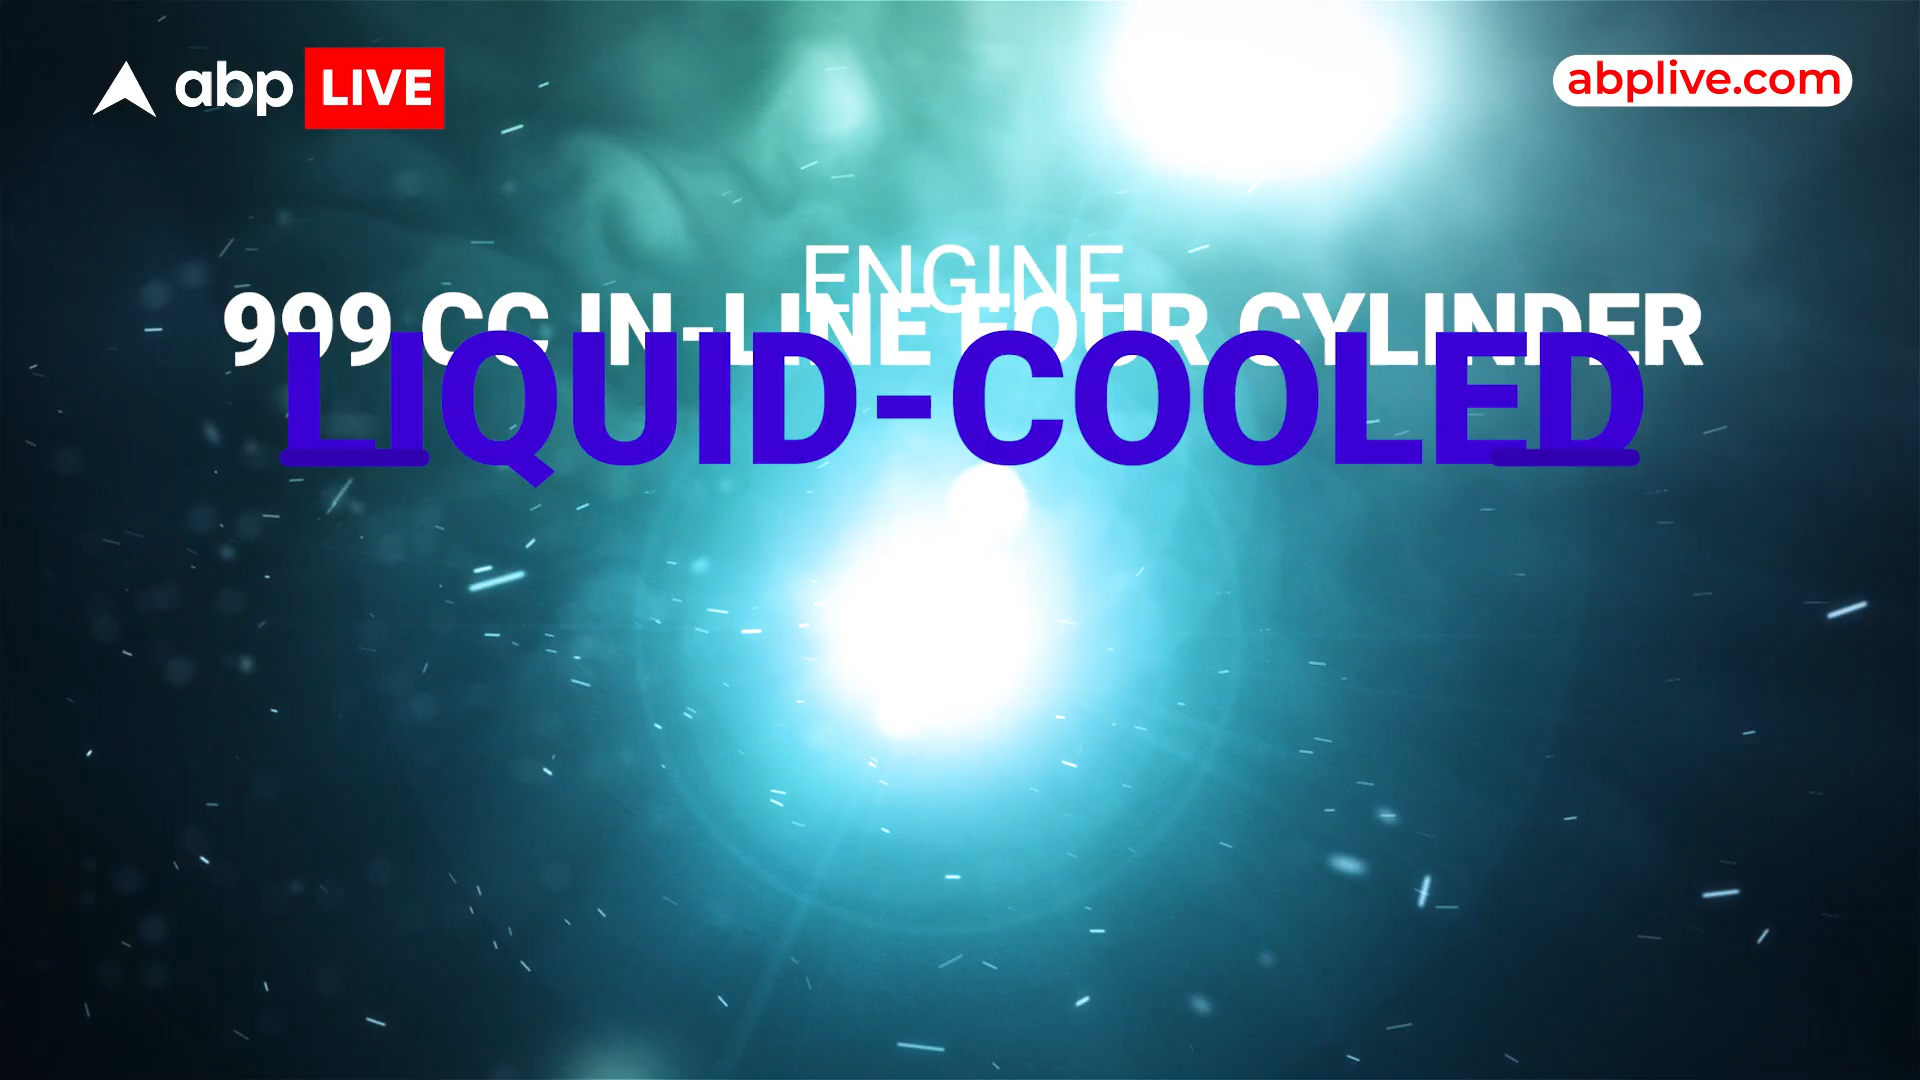 abp LIVE
abplive.com
ENGINE
999 CC IN-LINE FOUR CYLINDER
LIQUID-COOLED